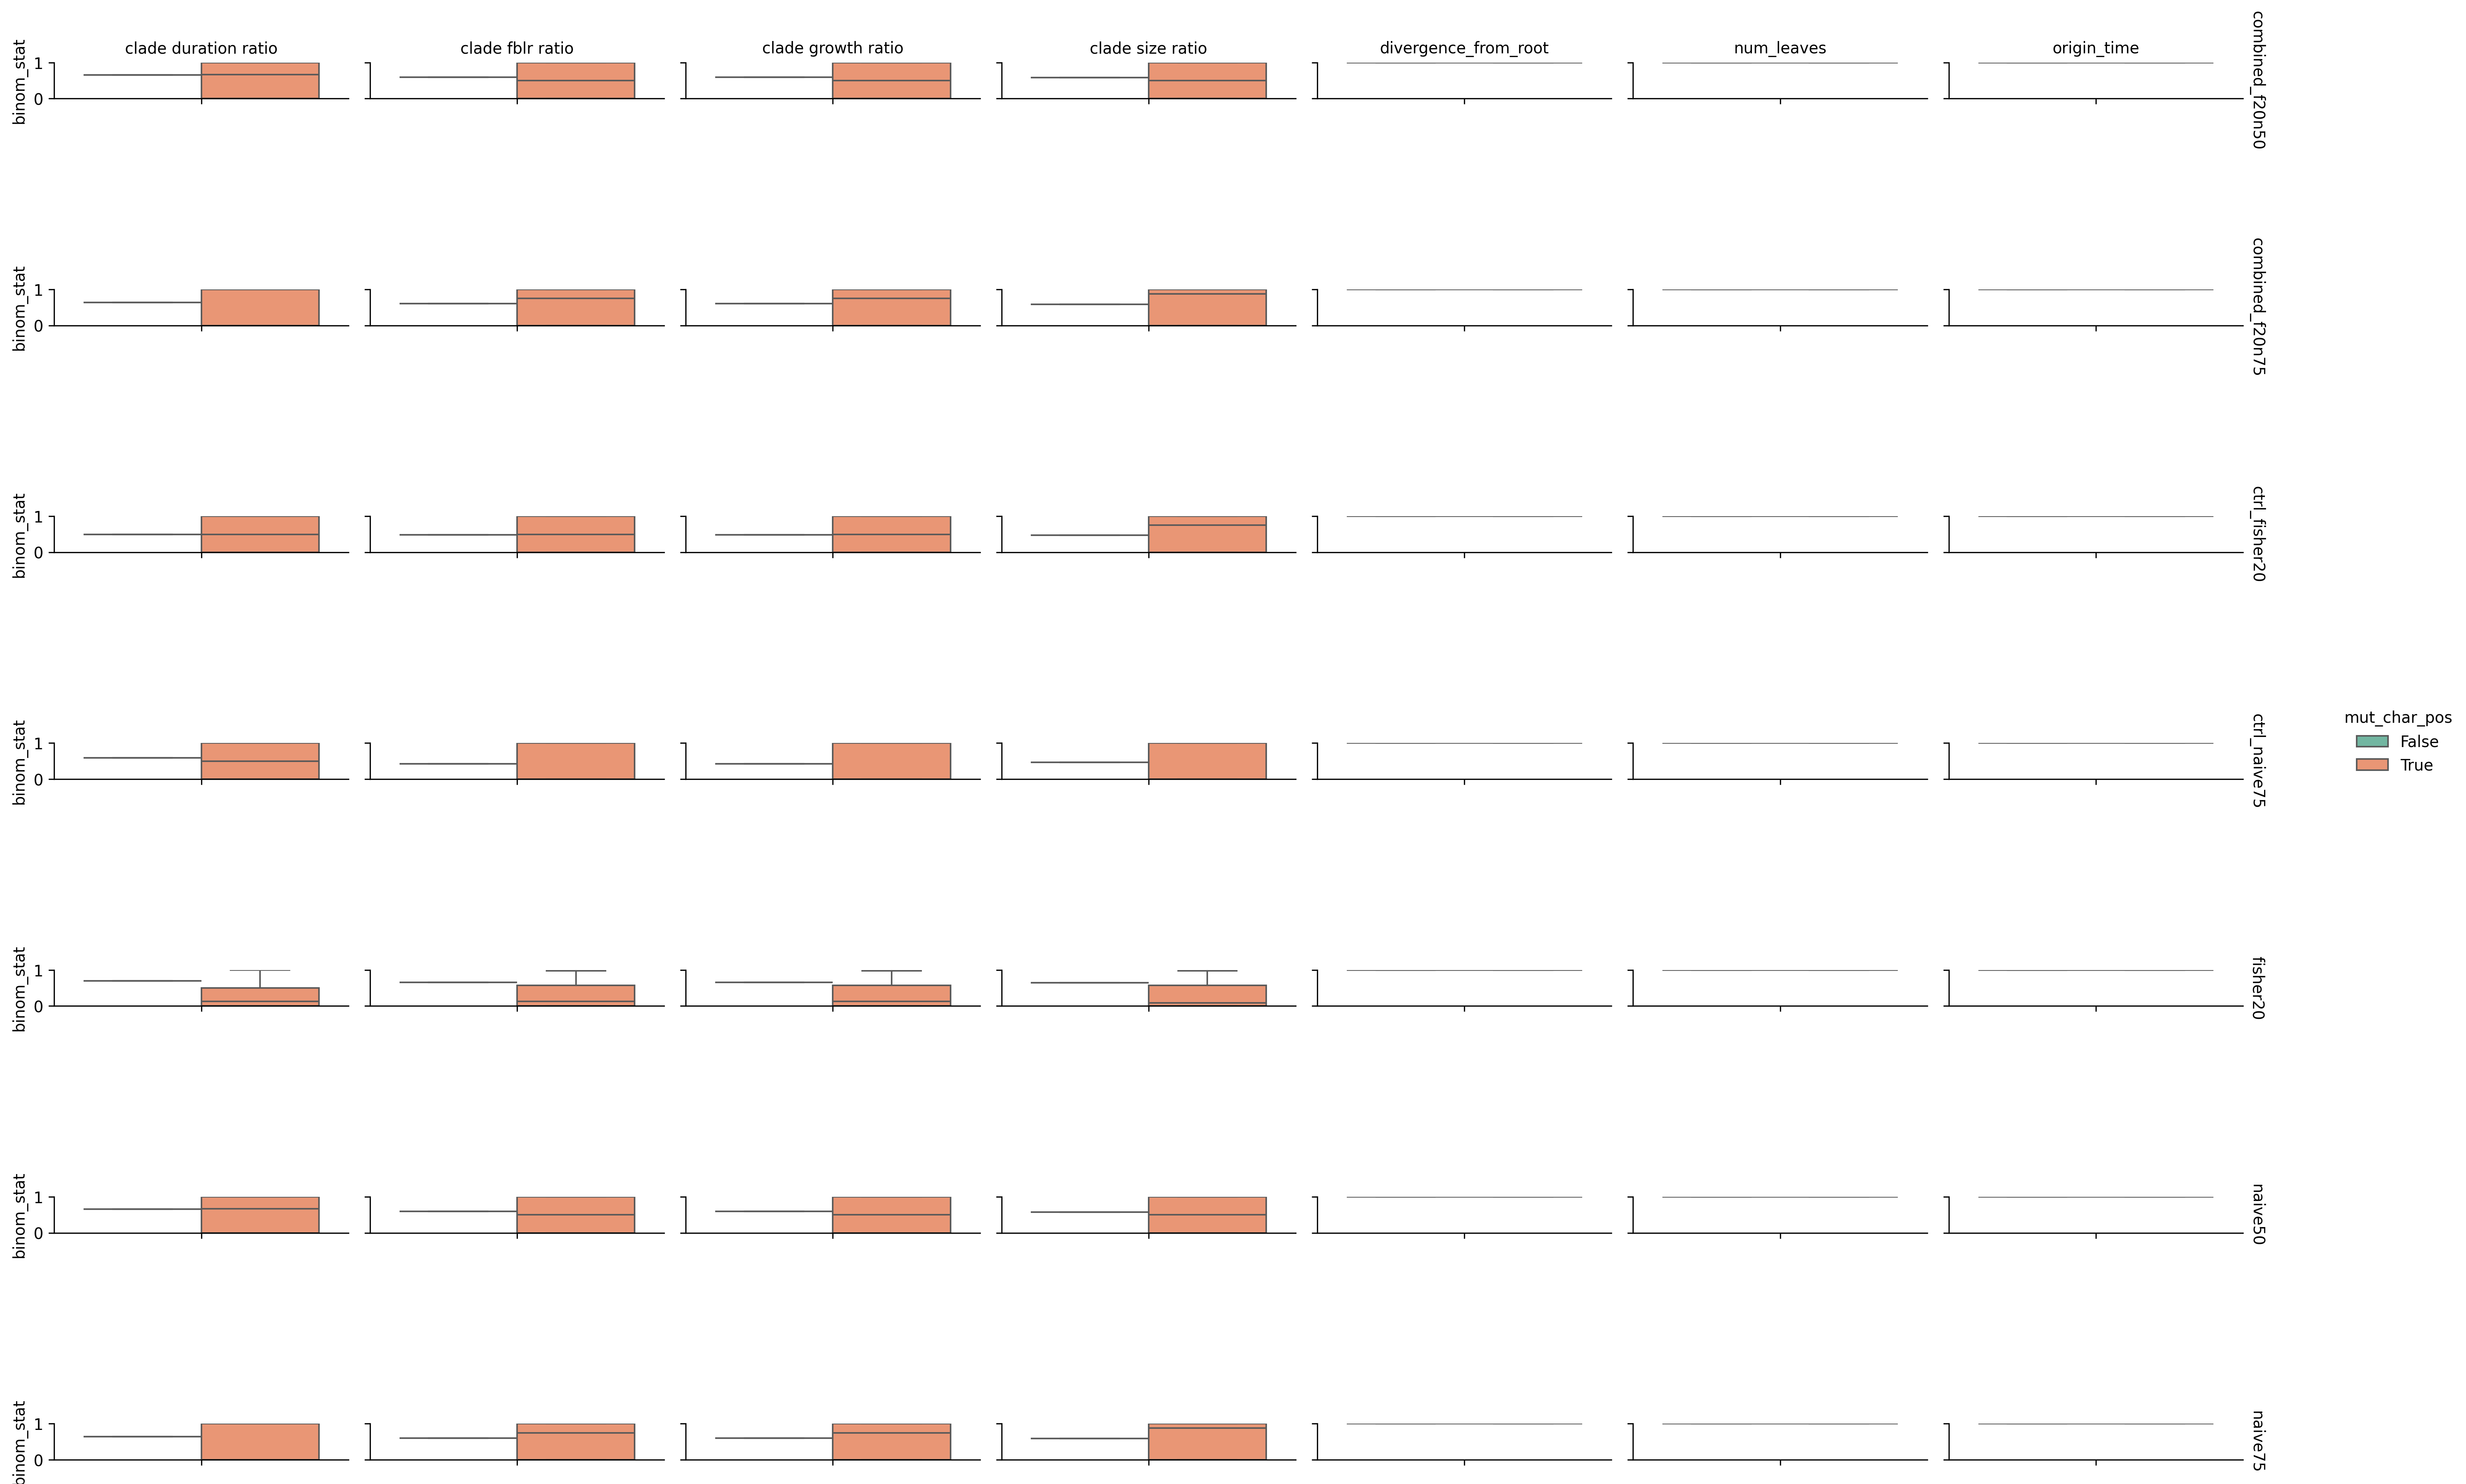 clade duration ratio
clade fblr ratio
clade growth ratio
clade size ratio
divergence_from_root
num_leaves
origin_time
binom_stat
1
0
combined_f20n50
binom_stat
1
0
combined_f20n75
binom_stat
1
0
ctrl_fisher20
binom_stat
1
0
ctrl_naive75
mut_char_pos
False
True
binom_stat
1
0
fisher20
binom_stat
1
0
naive50
binom_stat
1
0
naive75